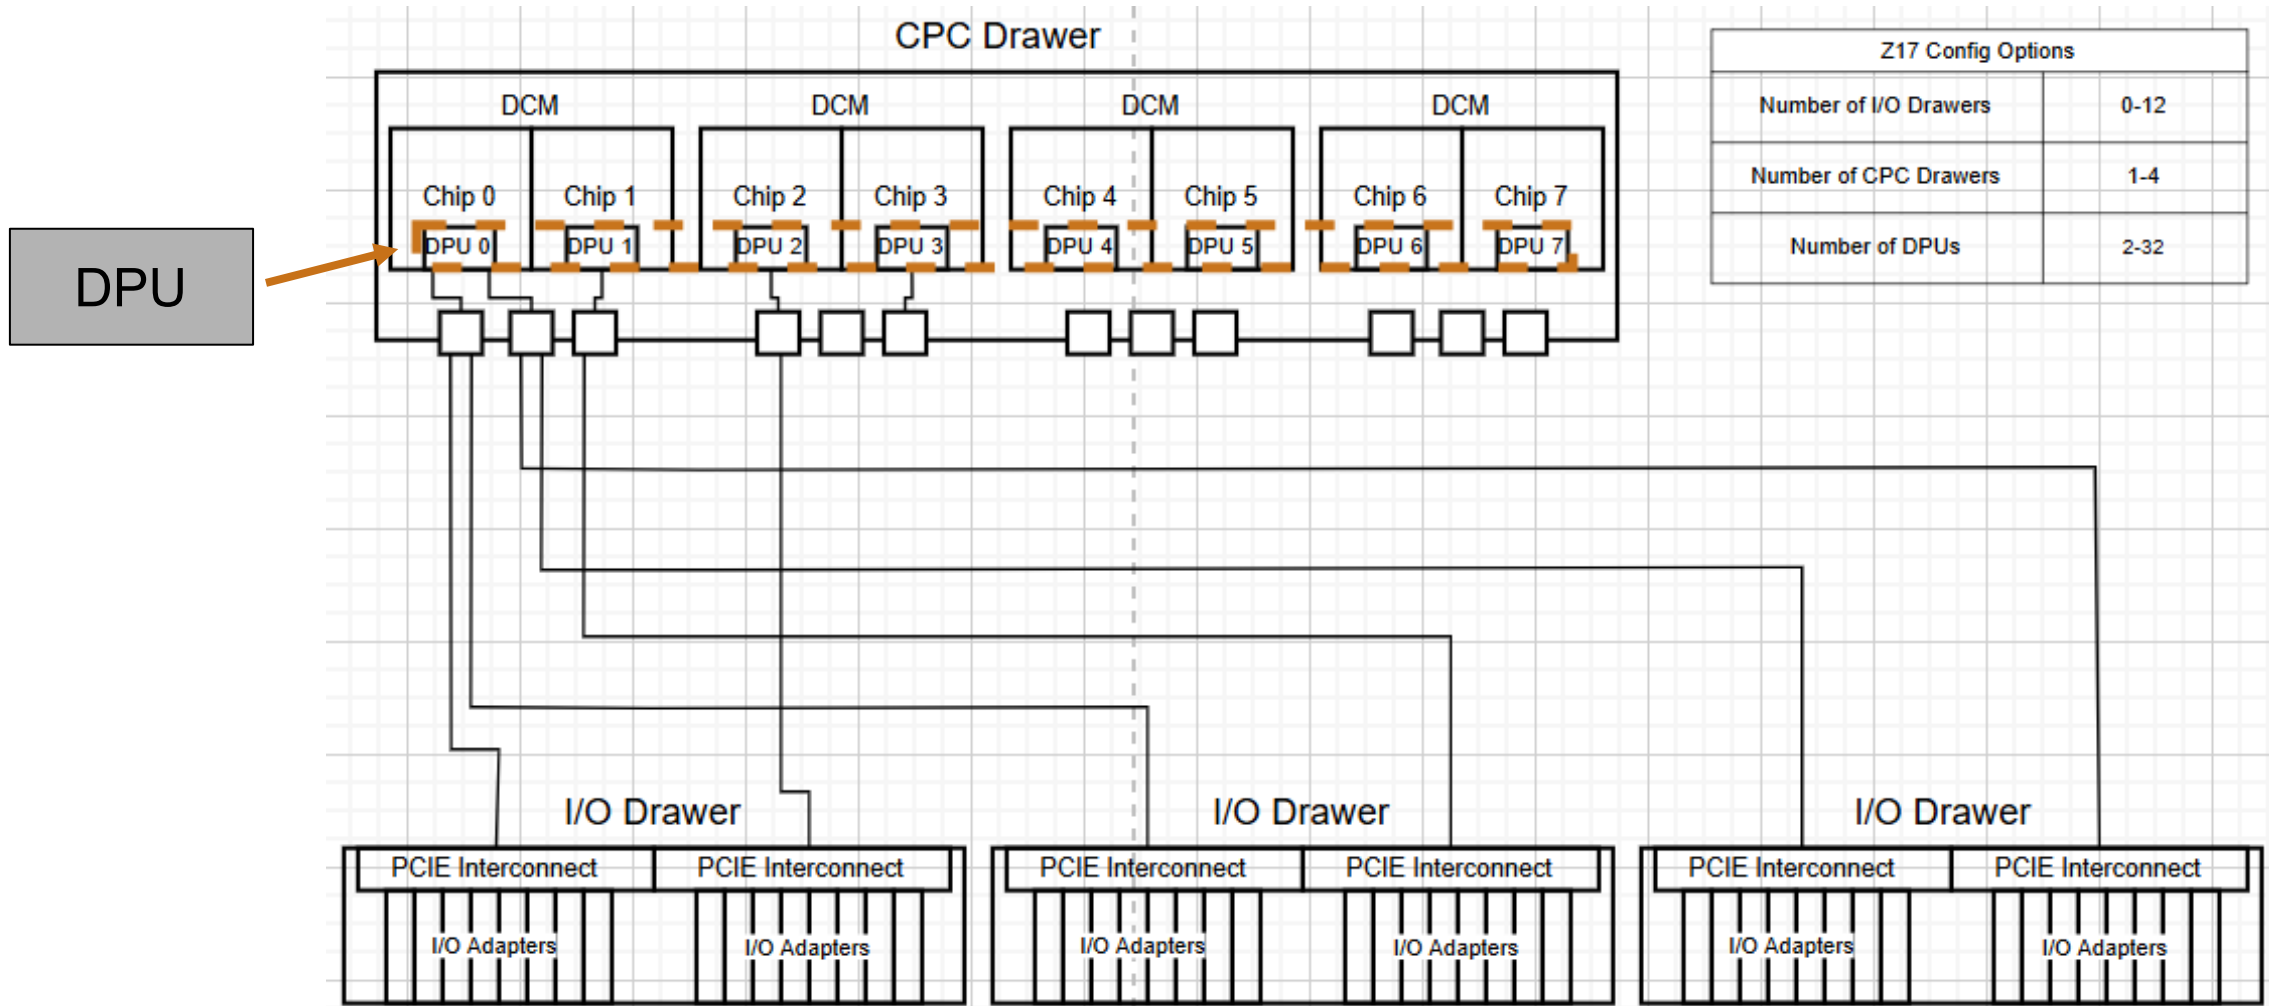 CPC Drawer
Z17 Config Options
Number of I/O Drawers 0-12
Number of CPC Drawers 1-4
Number of DPUs 2-32
DCM DCM DCM DCM
Chip 0 Chip 1 Chip 2 Chip 3 Chip 4 Chip 5 Chip 6 Chip 7
DPU 0 DPU 1 DPU 2 DPU 3 DPU 4 DPU 5 DPU 6 DPU 7
DPU
I/O Drawer I/O Drawer I/O Drawer
PCIE Interconnect PCIE Interconnect PCIE Interconnect PCIE Interconnect PCIE Interconnect PCIE Interconnect
I/O Adapters I/O Adapters I/O Adapters I/O Adapters I/O Adapters I/O Adapters